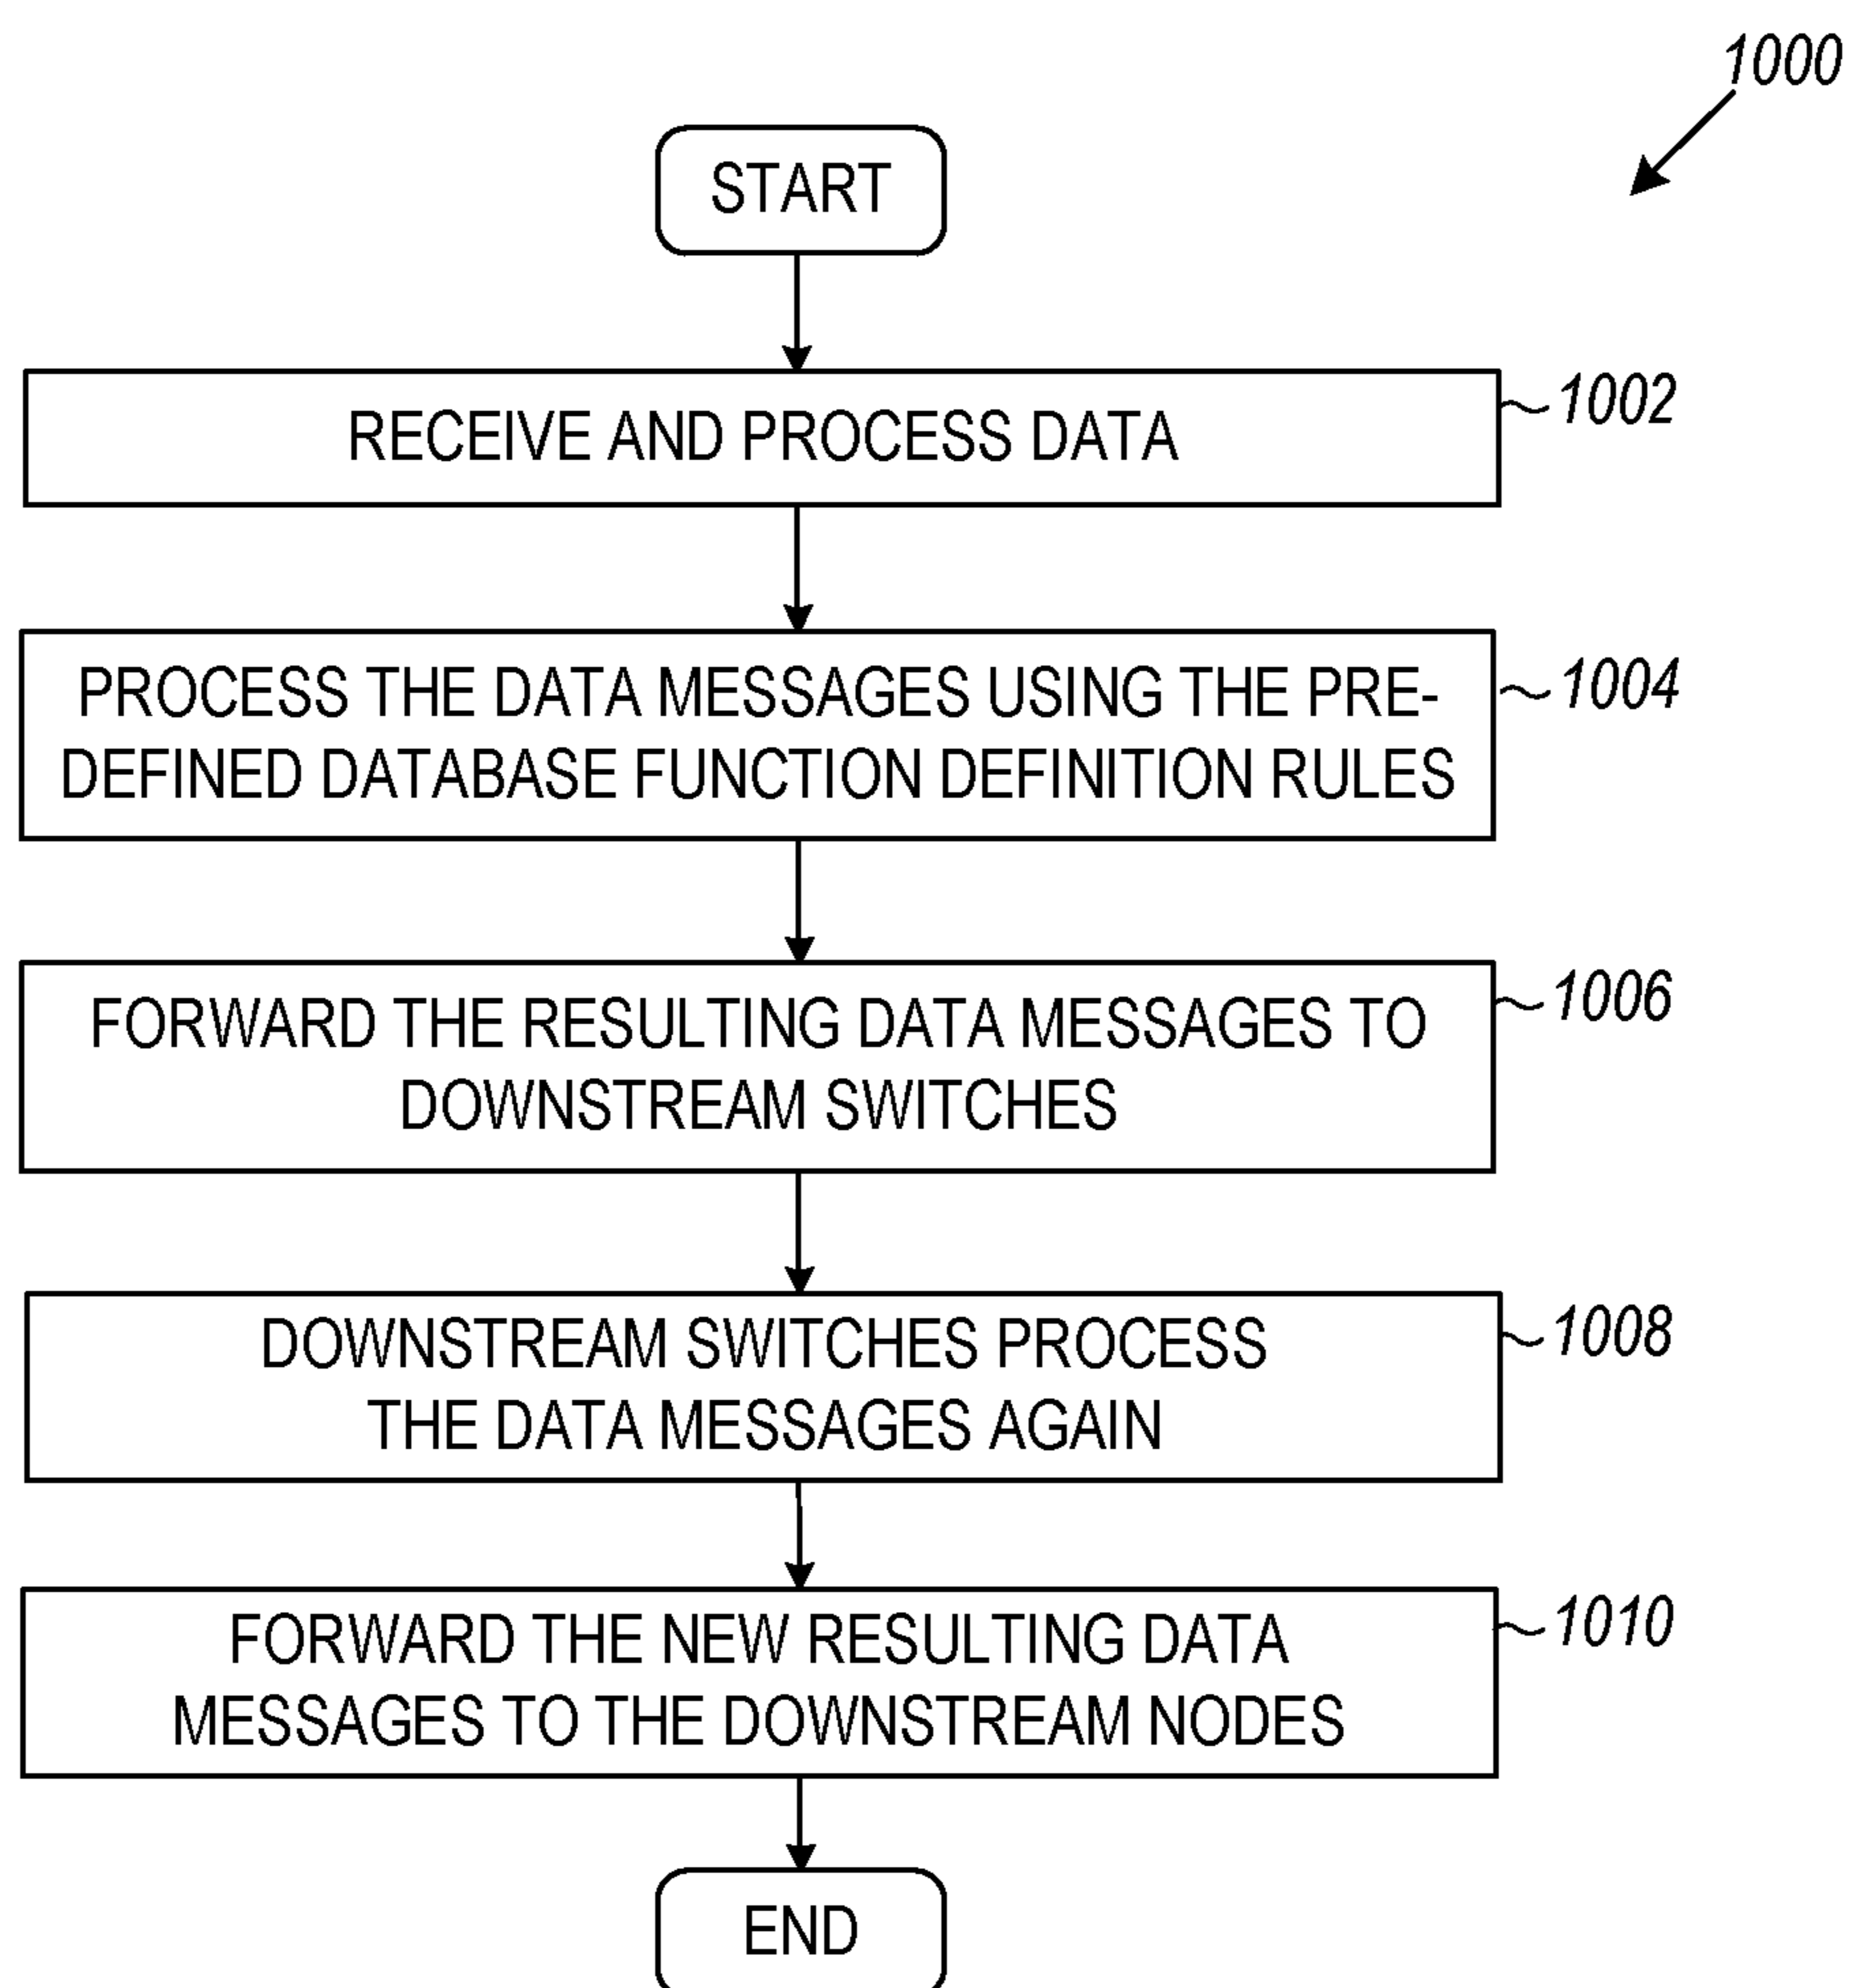 1000
START
RECEIVE AND PROCESS DATA
1002
PROCESS THE DATA MESSAGES USING THE PRE-
DEFINED DATABASE FUNCTION DEFINITION RULES
1004
FORWARD THE RESULTING DATA MESSAGES TO
DOWNSTREAM SWITCHES
1006
DOWNSTREAM SWITCHES PROCESS
THE DATA MESSAGES AGAIN
1008
FORWARD THE NEW RESULTING DATA
MESSAGES TO THE DOWNSTREAM NODES
1010
END